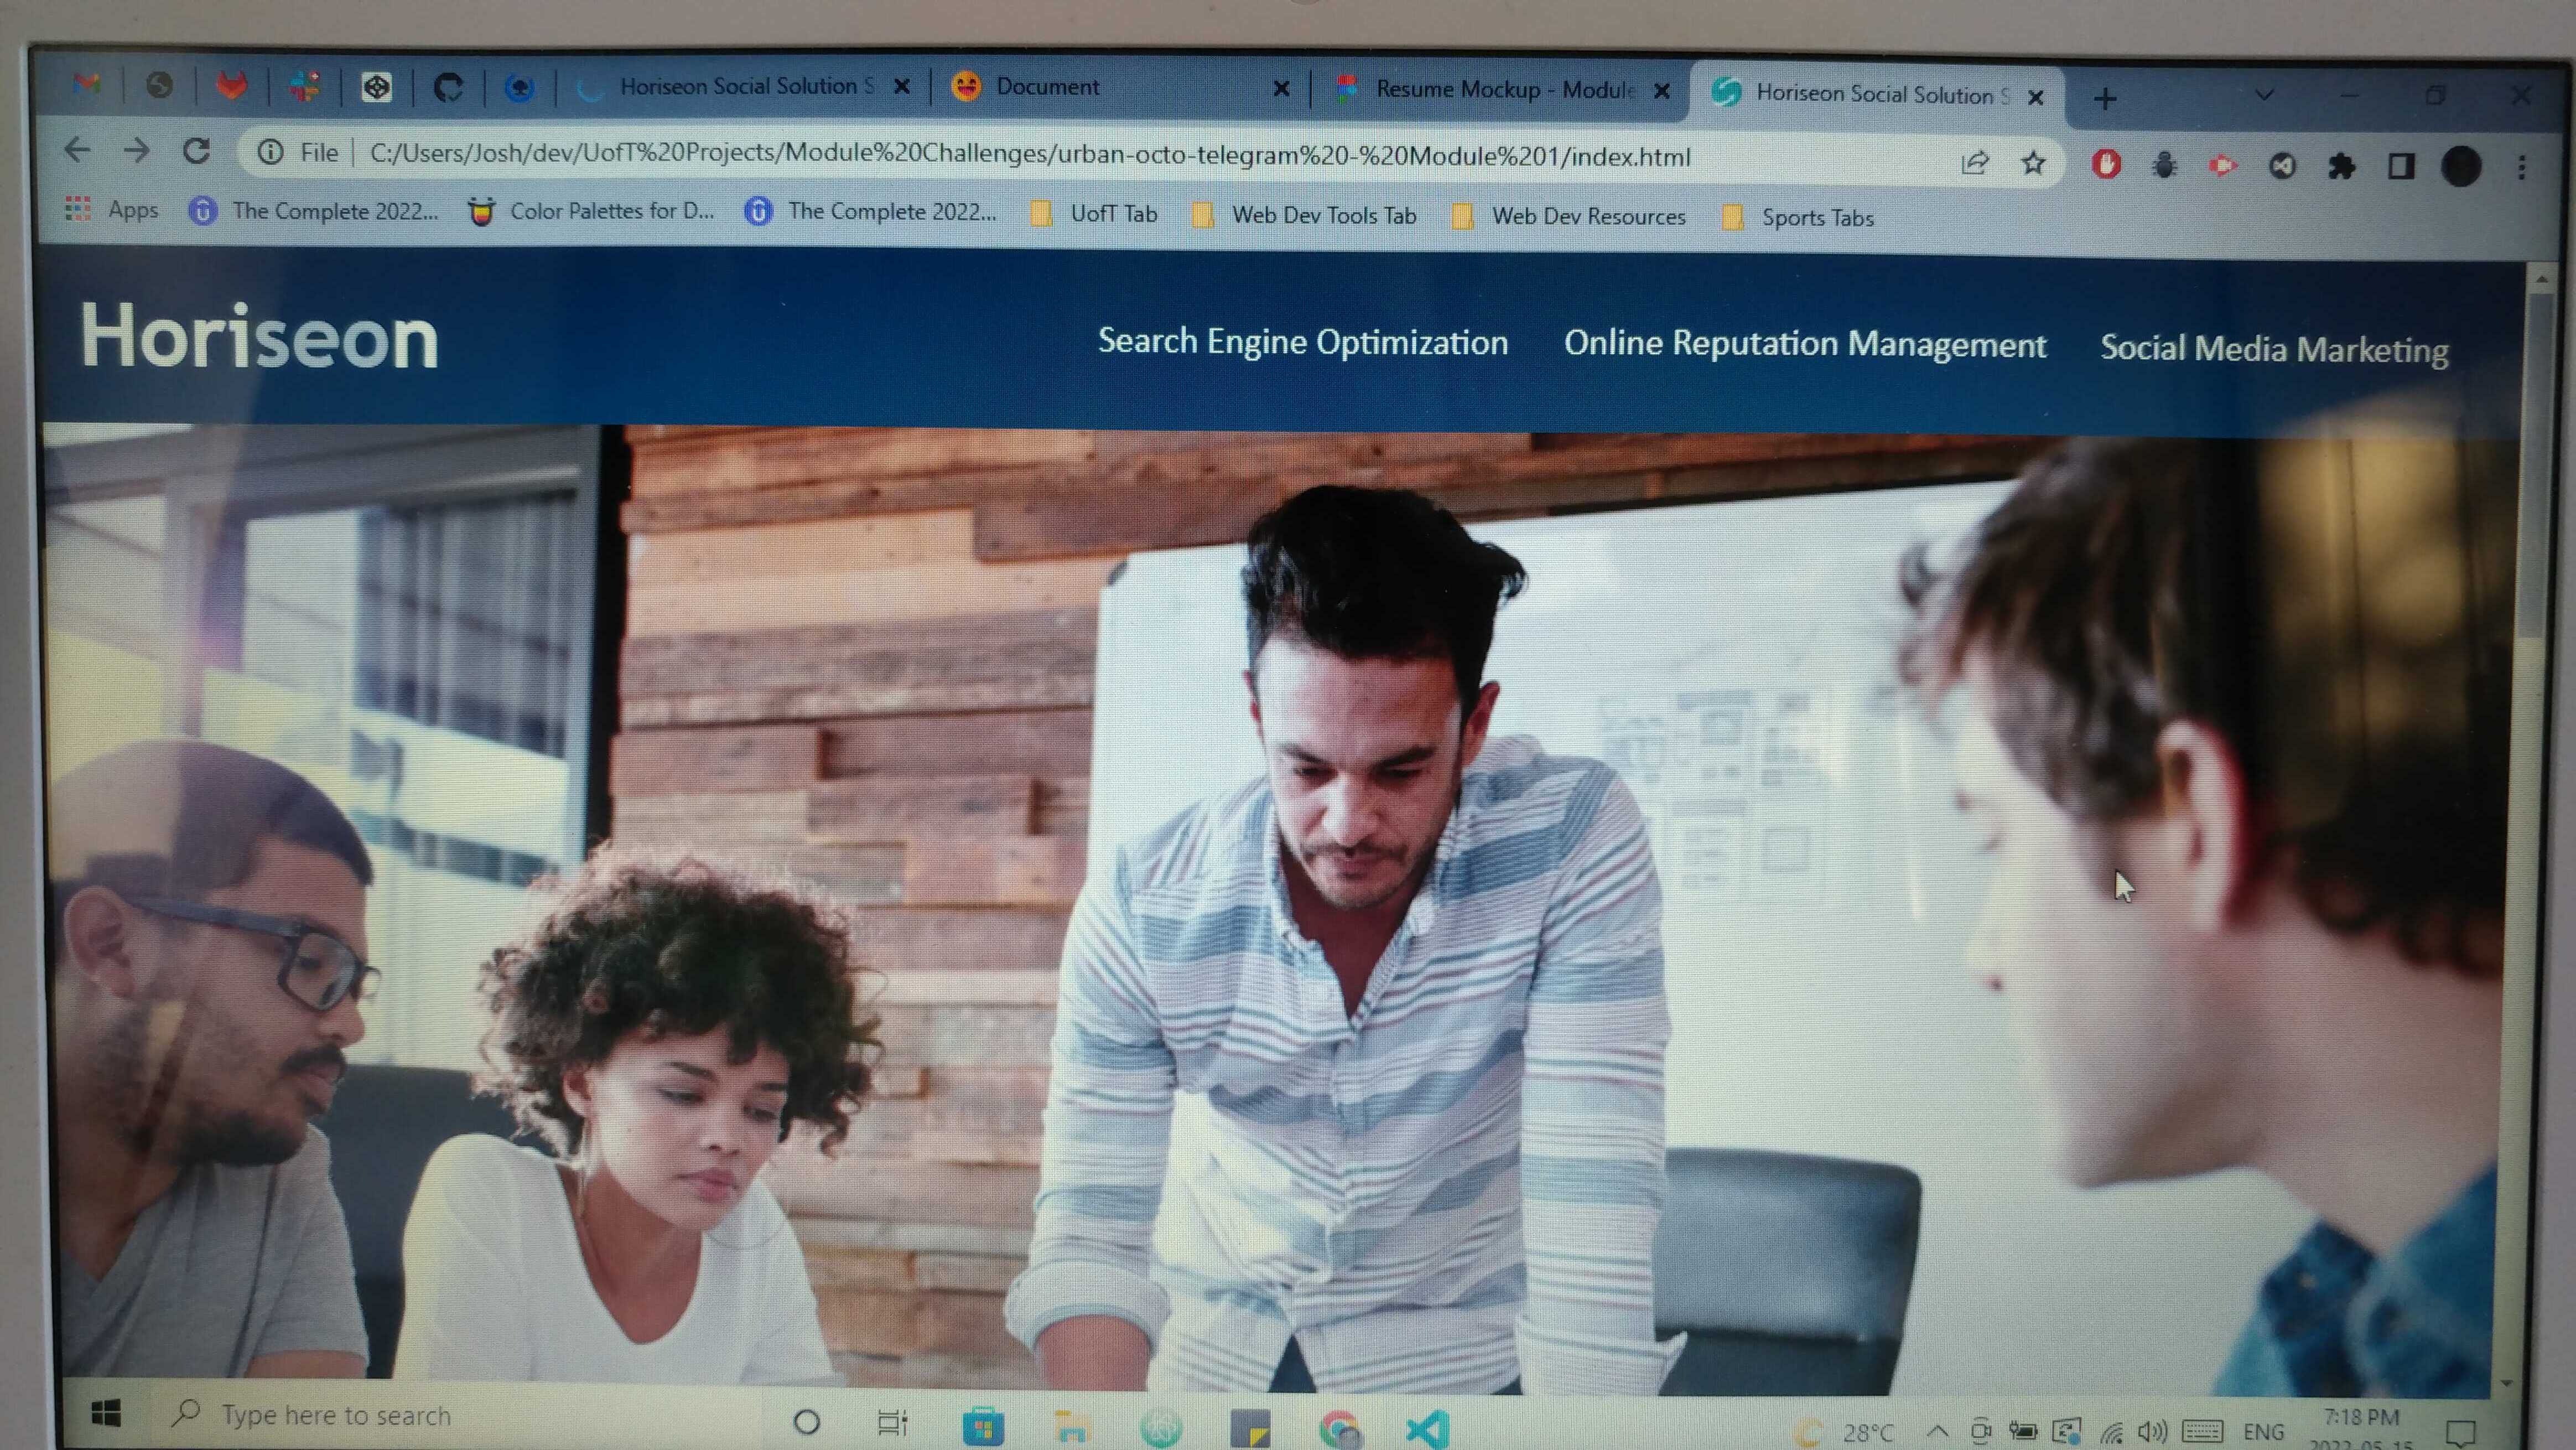 Horiseon Social Solution S
Document
Resume Mockup - Module
Horiseon Social Solution S
File
C:/Users/Josh/dev/UofT%20Projects/Module%20Challenges/urban-octo-telegram%20-%20Module%201/index.html
Apps
The Complete 2022...
Color Palettes for D...
The Complete 2022...
UofT Tab
Web Dev Tools Tab
Web Dev Resources
Sports Tabs
Horiseon
Search Engine Optimization
Online Reputation Management
Social Media Marketing
Type here to search
28°C
ENG
7:18 PM
2022-05-15